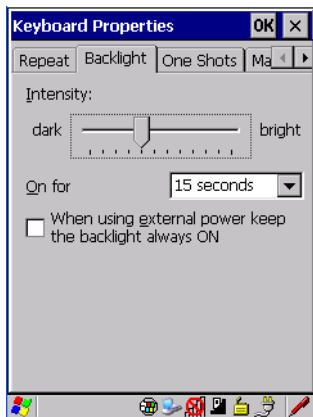 Keyboard Properties OK
Repeat Backlight One Shots Ma
Intensity:
dark bright
On for 15 seconds
When using external power keep
the backlight always ON